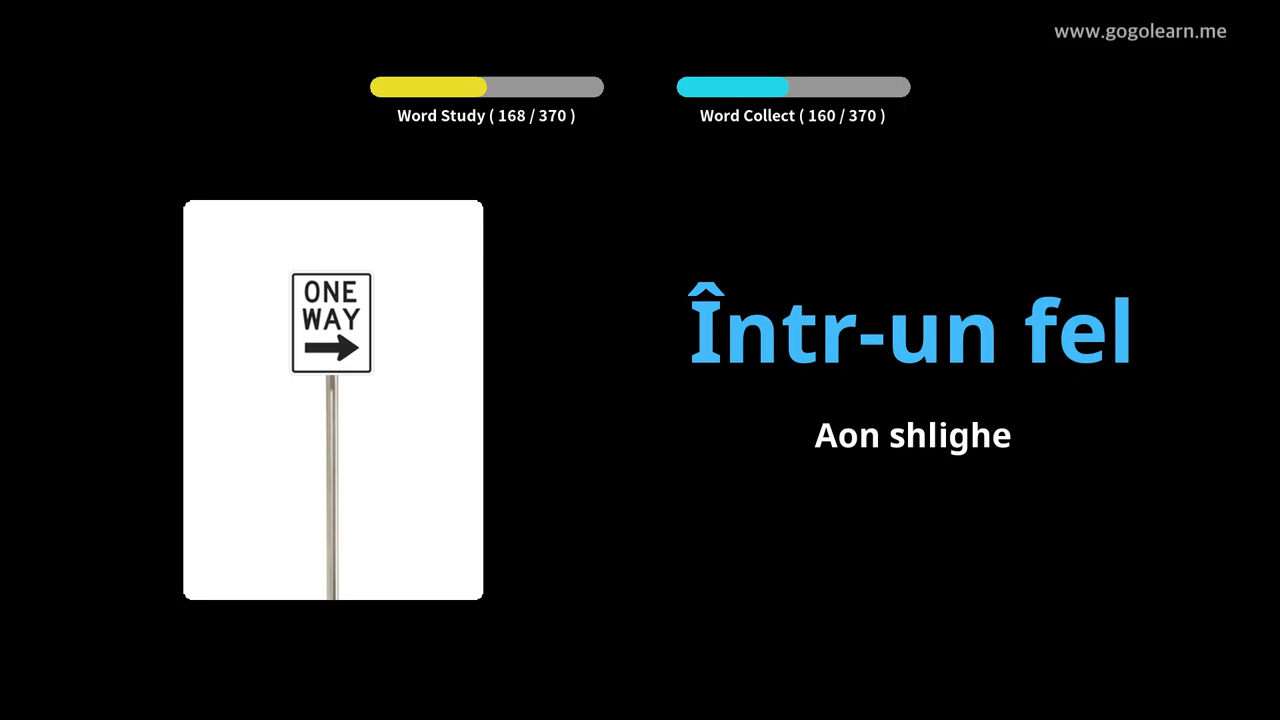 www.gogolearn.me
Word Study ( 168 / 370 )
Word Collect ( 160 / 370 )
ONE
WAY
Într-un fel
Aon shlighe